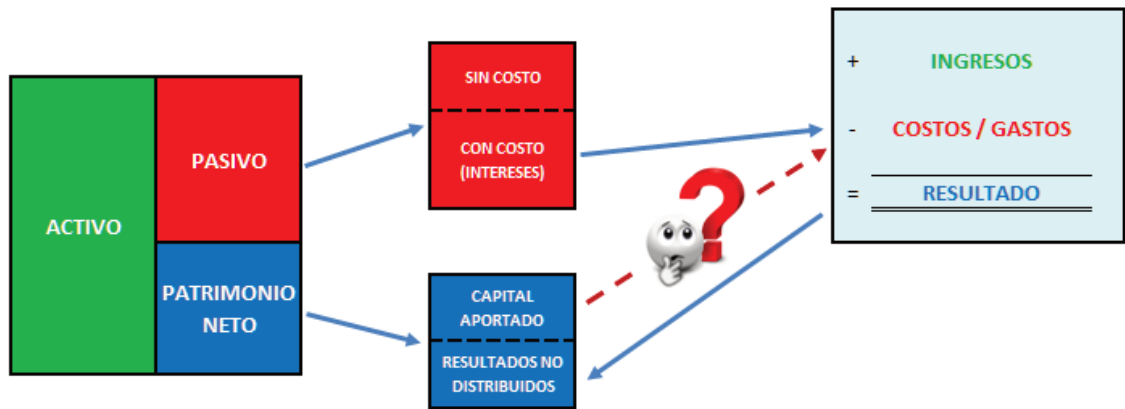 ACTIVO
PASIVO
PATRIMONIO
NETO
SIN COSTO
CON COSTO
(INTERESES)
CAPITAL
APORTADO
RESULTADOS NO
DISTRIBUIDOS
?
+ INGRESOS
- COSTOS / GASTOS
= RESULTADO